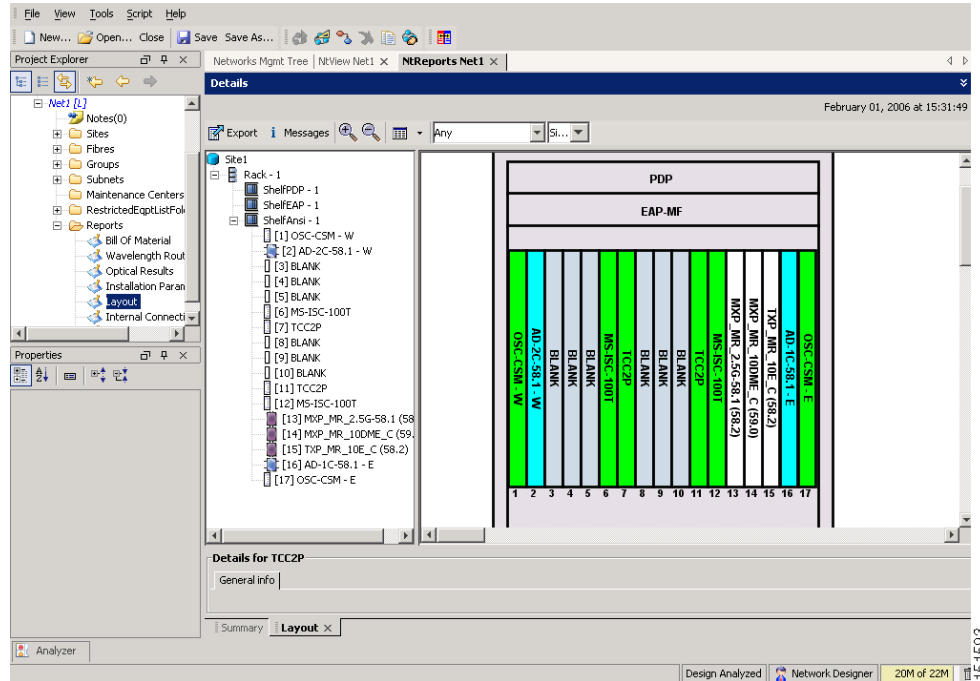 File View Tools Script Help
New... Open... Close Save Save As...
Project Explorer
Networks Mgmt Tree NtView Net1 NtReports Net1
Details
February 01, 2006 at 15:31:49
Net1 [L]
Notes(0)
Sites
Fibres
Groups
Subnets
Maintenance Centers
RestrictedEqptListFol
Reports
Bill Of Material
Wavelength Rout
Optical Results
Installation Paran
Layout
Internal Connecti
Properties
Export Messages Any Si...
Site1
Rack - 1
ShelfPDP - 1
ShelfEAP - 1
ShelfAnsi - 1
[1] OSC-CSM - W
[2] AD-2C-58.1 - W
[3] BLANK
[4] BLANK
[5] BLANK
[6] MS-ISC-100T
[7] TCC2P
[8] BLANK
[9] BLANK
[10] BLANK
[11] TCC2P
[12] MS-ISC-100T
[13] MXP_MR_2.5G-58.1 (58
[14] MXP_MR_10DME_C (59.
[15] TXP_MR_10E_C (58.2)
[16] AD-1C-58.1 - E
[17] OSC-CSM - E
PDP
EAP-MF
OSC-CSM - W
AD-2C-58.1 - W
BLANK
BLANK
BLANK
MS-ISC-100T
TCC2P
BLANK
BLANK
BLANK
TCC2P
MS-ISC-100T
MXP_MR_2.5G-58.1 (58.2)
MXP_MR_10DME_C (59.0)
TXP_MR_10E_C (58.2)
AD-1C-58.1 - E
OSC-CSM - E
1 2 3 4 5 6 7 8 9 10 11 12 13 14 15 16 17
Details for TCC2P
General info
Summary Layout
Analyzer
Design Analyzed Network Designer 20M of 22M